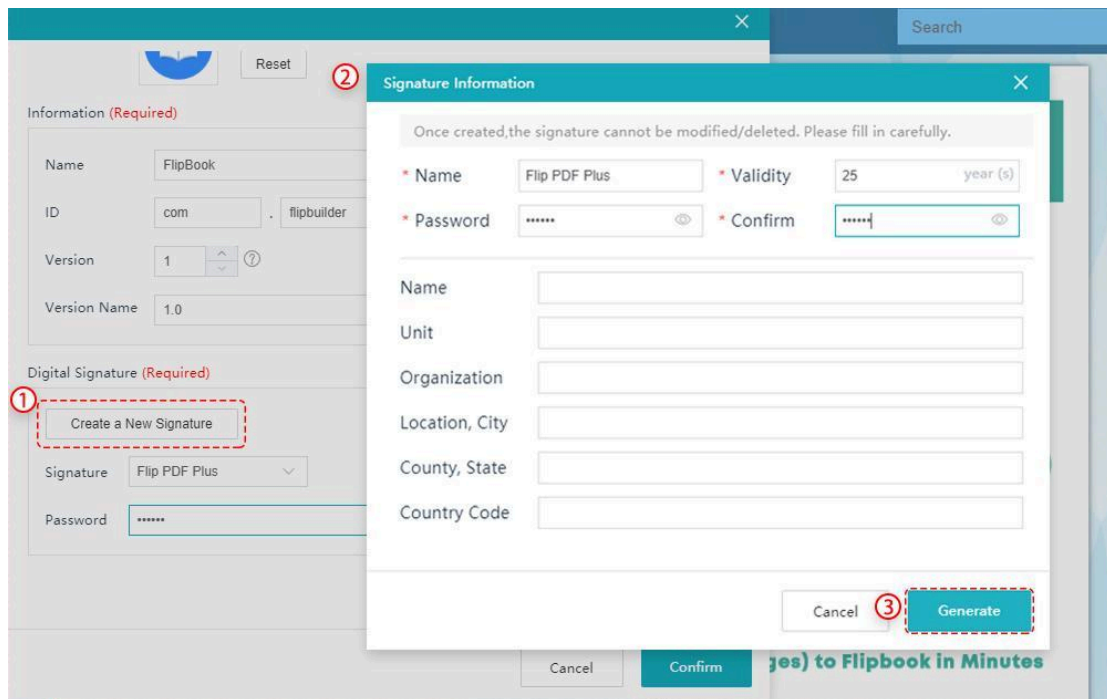 Search
Reset
②
Signature Information
Information (Required)
Once created,the signature cannot be modified/deleted. Please fill in carefully.
Name FlipBook
* Name Flip PDF Plus * Validity 25 year (s)
ID com . flipbuilder
* Password •••••• * Confirm ••••••
Version 1
Name
Version Name 1.0
Unit
Digital Signature (Required)
Organization
①
Create a New Signature
Location, City
Signature Flip PDF Plus
County, State
Password ••••••
Country Code
Cancel ③ Generate
Cancel Confirm
ges) to Flipbook in Minutes